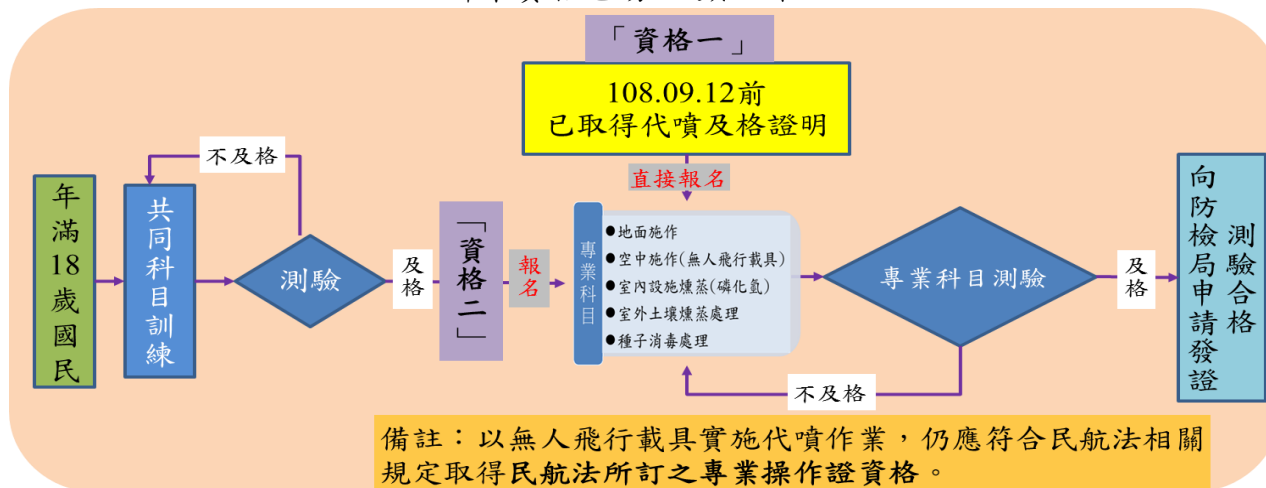 「資格一」
108.09.12前
已取得代噴及格證明
直接報名
年滿18歲國民
共同科目訓練
不及格
測驗
及格
「資格二」
報名
專業科目
●地面施作
●空中施作(無人飛行載具)
●室內設施燻蒸(磷化氫)
●室外土壤燻蒸處理
●種子消毒處理
專業科目測驗
不及格
及格
測驗合格
向防檢局申請發證
備註：以無人飛行載具實施代噴作業，仍應符合民航法相關
規定取得民航法所訂之專業操作證資格。